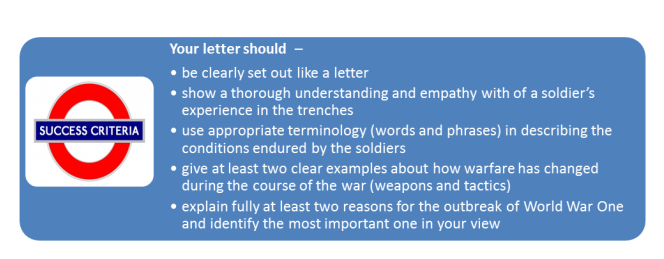 Your letter should –
• be clearly set out like a letter
• show a thorough understanding and empathy with of a soldier's
experience in the trenches
SUCCESS CRITERIA
• use appropriate terminology (words and phrases) in describing the
conditions endured by the soldiers
• give at least two clear examples about how warfare has changed
during the course of the war (weapons and tactics)
• explain fully at least two reasons for the outbreak of World War One
and identify the most important one in your view